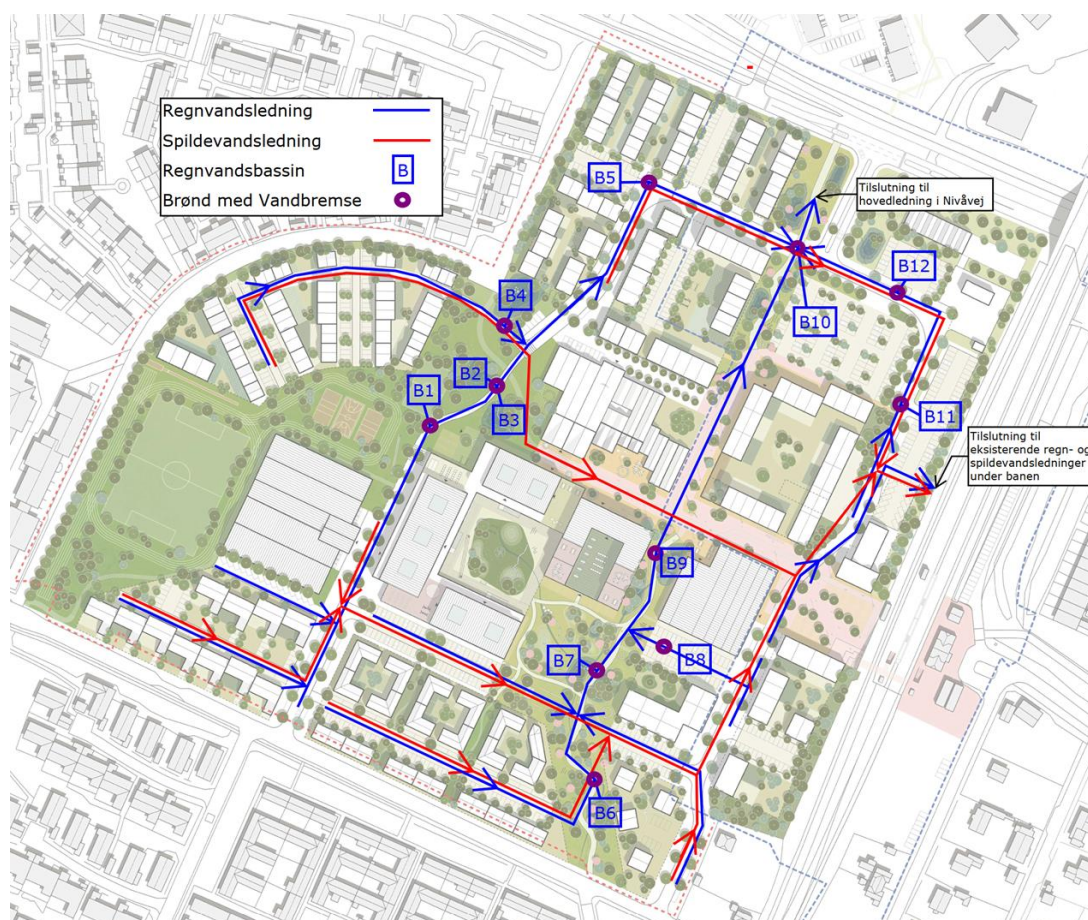 Regnvandsledning
Spildevandsledning
Regnvandsbassin
B
Brønd med Vandbremse
B5
Tilslutning til
hovedledning i Nivåvej
B12
B4
B10
B2
B1
B3
B11
Tilslutning til
eksisterende regn- og
spildevandsledninger
under banen
B9
B7
B8
B6